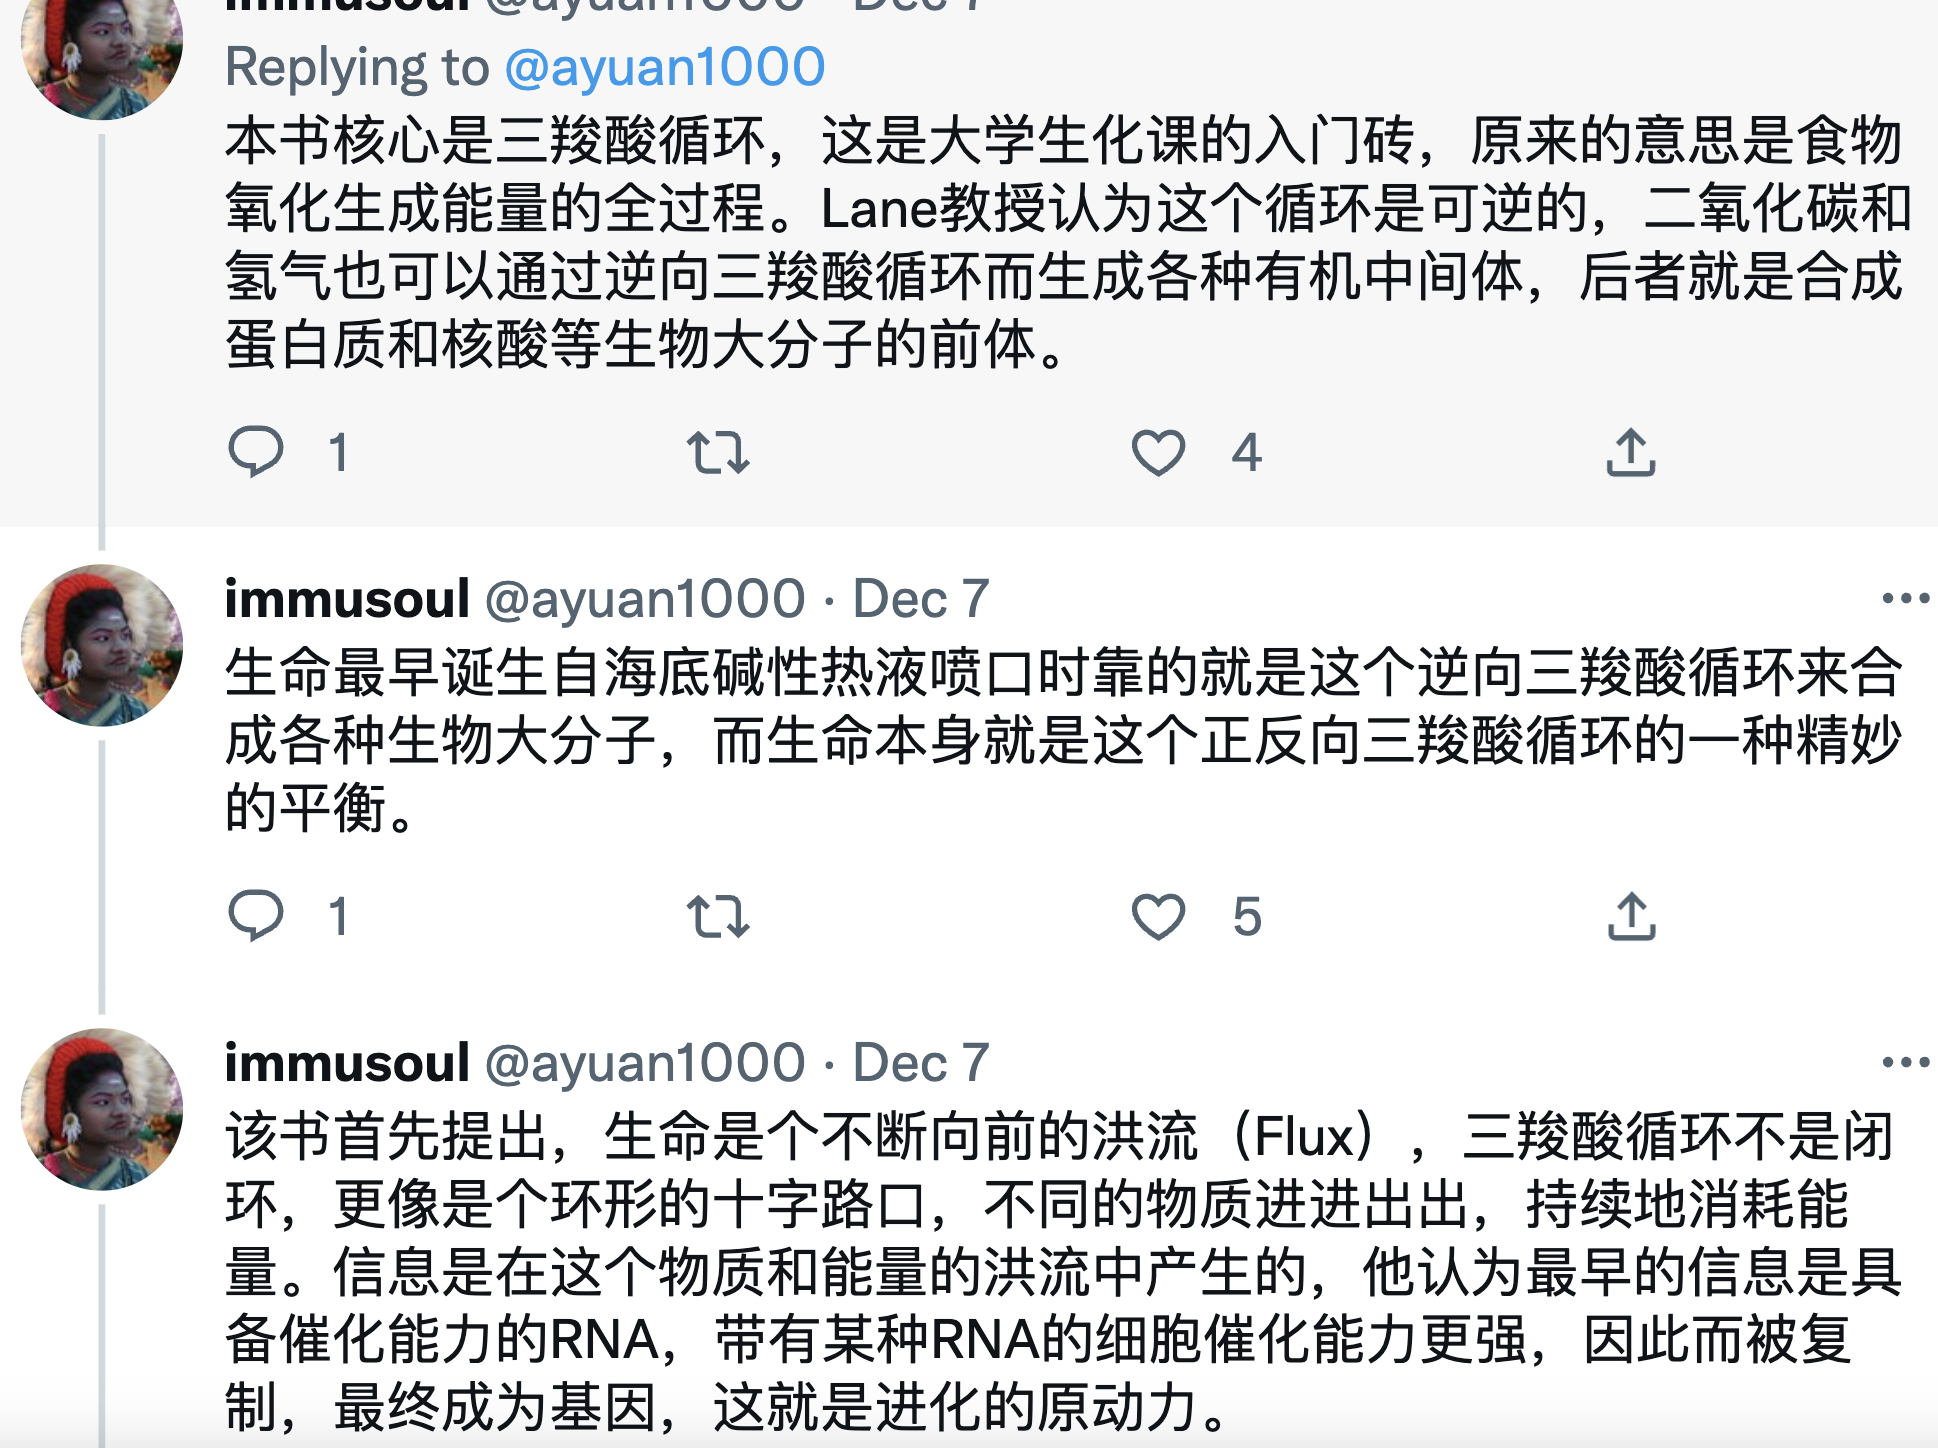 immusoul @ayuan1000 · Dec 7
Replying to @ayuan1000
本书核心是三羧酸循环，这是大学生化课的入门砖，原来的意思是食物
氧化生成能量的全过程。Lane教授认为这个循环是可逆的，二氧化碳和
氢气也可以通过逆向三羧酸循环而生成各种有机中间体，后者就是合成
蛋白质和核酸等生物大分子的前体。
1 4
immusoul @ayuan1000 · Dec 7
生命最早诞生自海底碱性热液喷口时靠的就是这个逆向三羧酸循环来合
成各种生物大分子，而生命本身就是这个正反向三羧酸循环的一种精妙
的平衡。
1 5
immusoul @ayuan1000 · Dec 7
该书首先提出，生命是个不断向前的洪流（Flux），三羧酸循环不是闭
环，更像是个环形的十字路口，不同的物质进进出出，持续地消耗能
量。信息是在这个物质和能量的洪流中产生的，他认为最早的信息是具
备催化能力的RNA，带有某种RNA的细胞催化能力更强，因此而被复
制，最终成为基因，这就是进化的原动力。